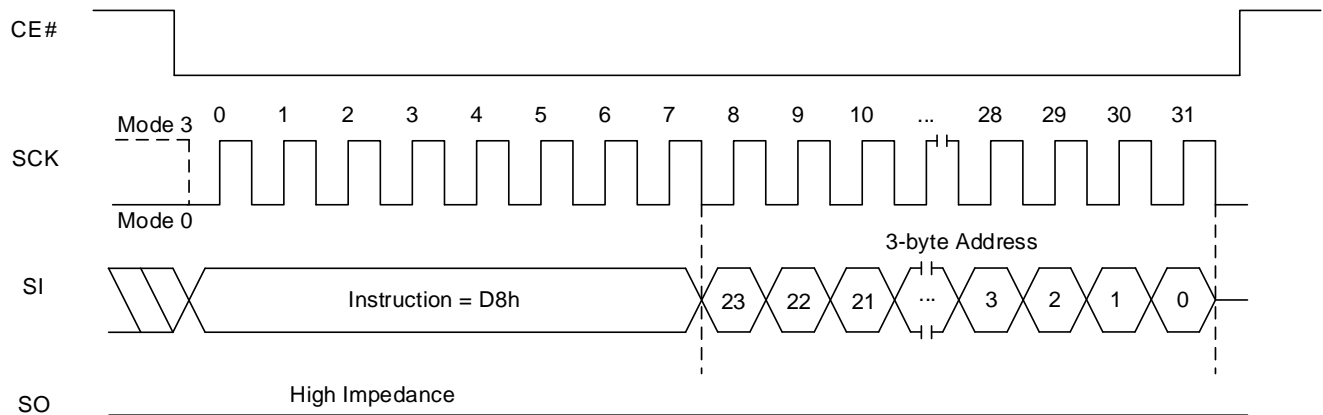 CE#
0 1 2 3 4 5 6 7 8 9 10 ... 28 29 30 31
Mode 3
SCK
Mode 0
3-byte Address
SI
Instruction = D8h 23 22 21 ... 3 2 1 0
High Impedance
SO